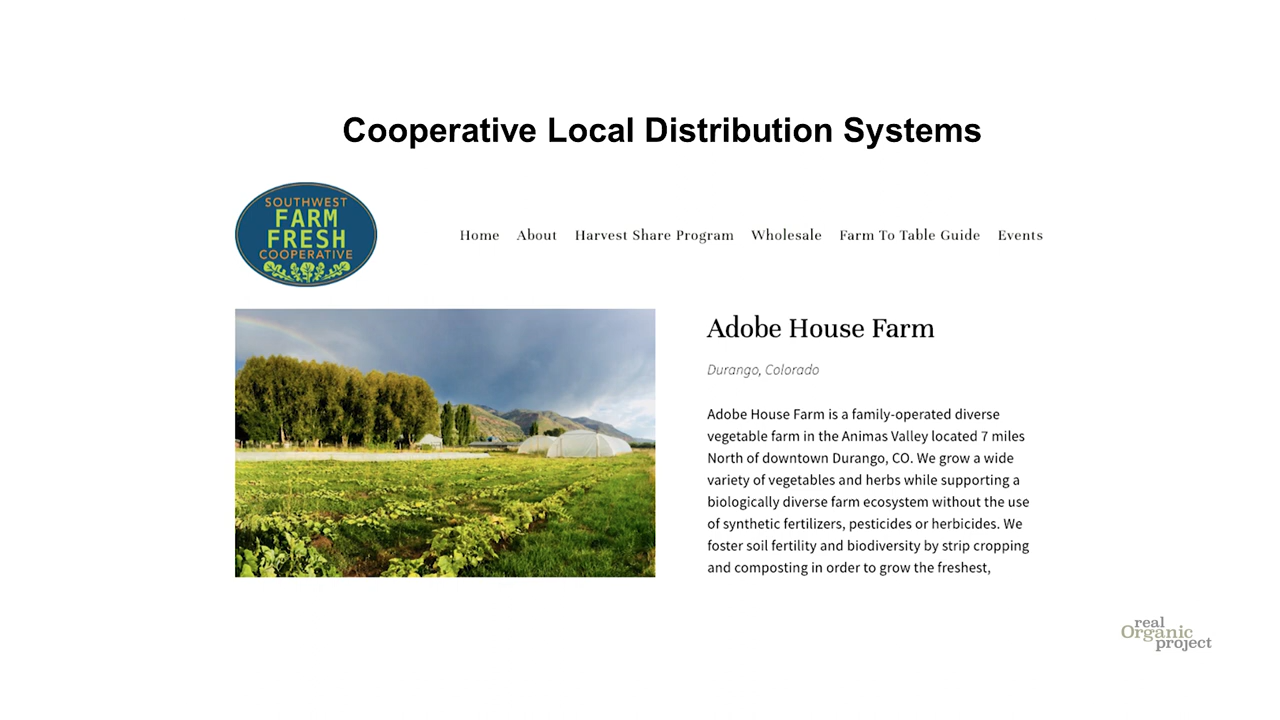 Cooperative Local Distribution Systems
SOUTHWEST
FARM
FRESH
COOPERATIVE
Home About Harvest Share Program Wholesale Farm To Table Guide Events
Adobe House Farm
Durango, Colorado
Adobe House Farm is a family-operated diverse
vegetable farm in the Animas Valley located 7 miles
North of downtown Durango, CO. We grow a wide
variety of vegetables and herbs while supporting a
biologically diverse farm ecosystem without the use
of synthetic fertilizers, pesticides or herbicides. We
foster soil fertility and biodiversity by strip cropping
and composting in order to grow the freshest,
real
Organic
project